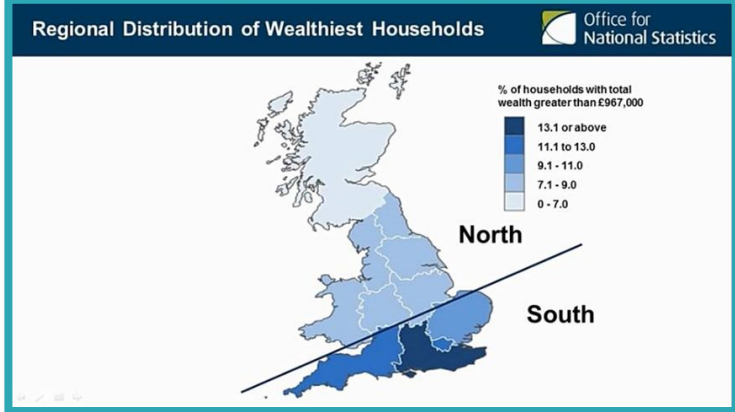 Regional Distribution of Wealthiest Households
Office for
National Statistics
% of households with total
wealth greater than £967,000
13.1 or above
11.1 to 13.0
9.1 - 11.0
7.1 - 9.0
0 - 7.0
North
South